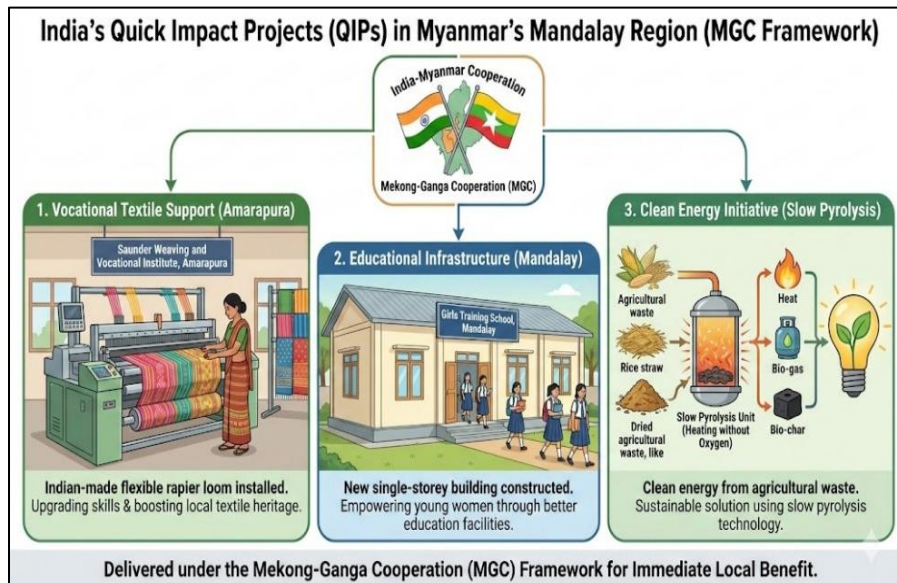 India's Quick Impact Projects (QIPs) in Myanmar's Mandalay Region (MGC Framework)
India-Myanmar Cooperation
Mekong-Ganga Cooperation (MGC)
1. Vocational Textile Support (Amarapura)
Saunder Weaving and
Vocational Institute, Amarapura
Indian-made flexible rapier loom installed.
Upgrading skills & boosting local textile heritage.
2. Educational Infrastructure (Mandalay)
Girls Training School,
Mandalay
New single-storey building constructed.
Empowering young women through better
education facilities.
3. Clean Energy Initiative (Slow Pyrolysis)
Agricultural
waste
Rice straw
Dried
agricultural
waste, like
Slow Pyrolysis Unit
(Heating without
Oxygen)
Heat
Bio-gas
Bio-char
Clean energy from agricultural waste.
Sustainable solution using slow pyrolysis
technology.
Delivered under the Mekong-Ganga Cooperation (MGC) Framework for Immediate Local Benefit.